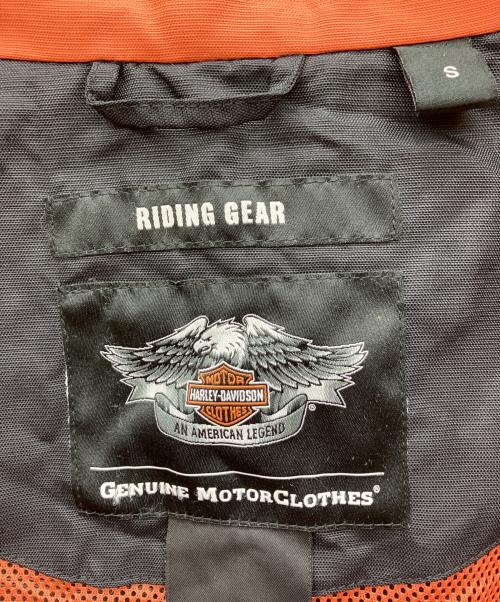 S
RIDING GEAR
MOTOR
HARLEY-DAVIDSON
CLOTHES
®
AN AMERICAN LEGEND
GENUINE MOTORCLOTHES®